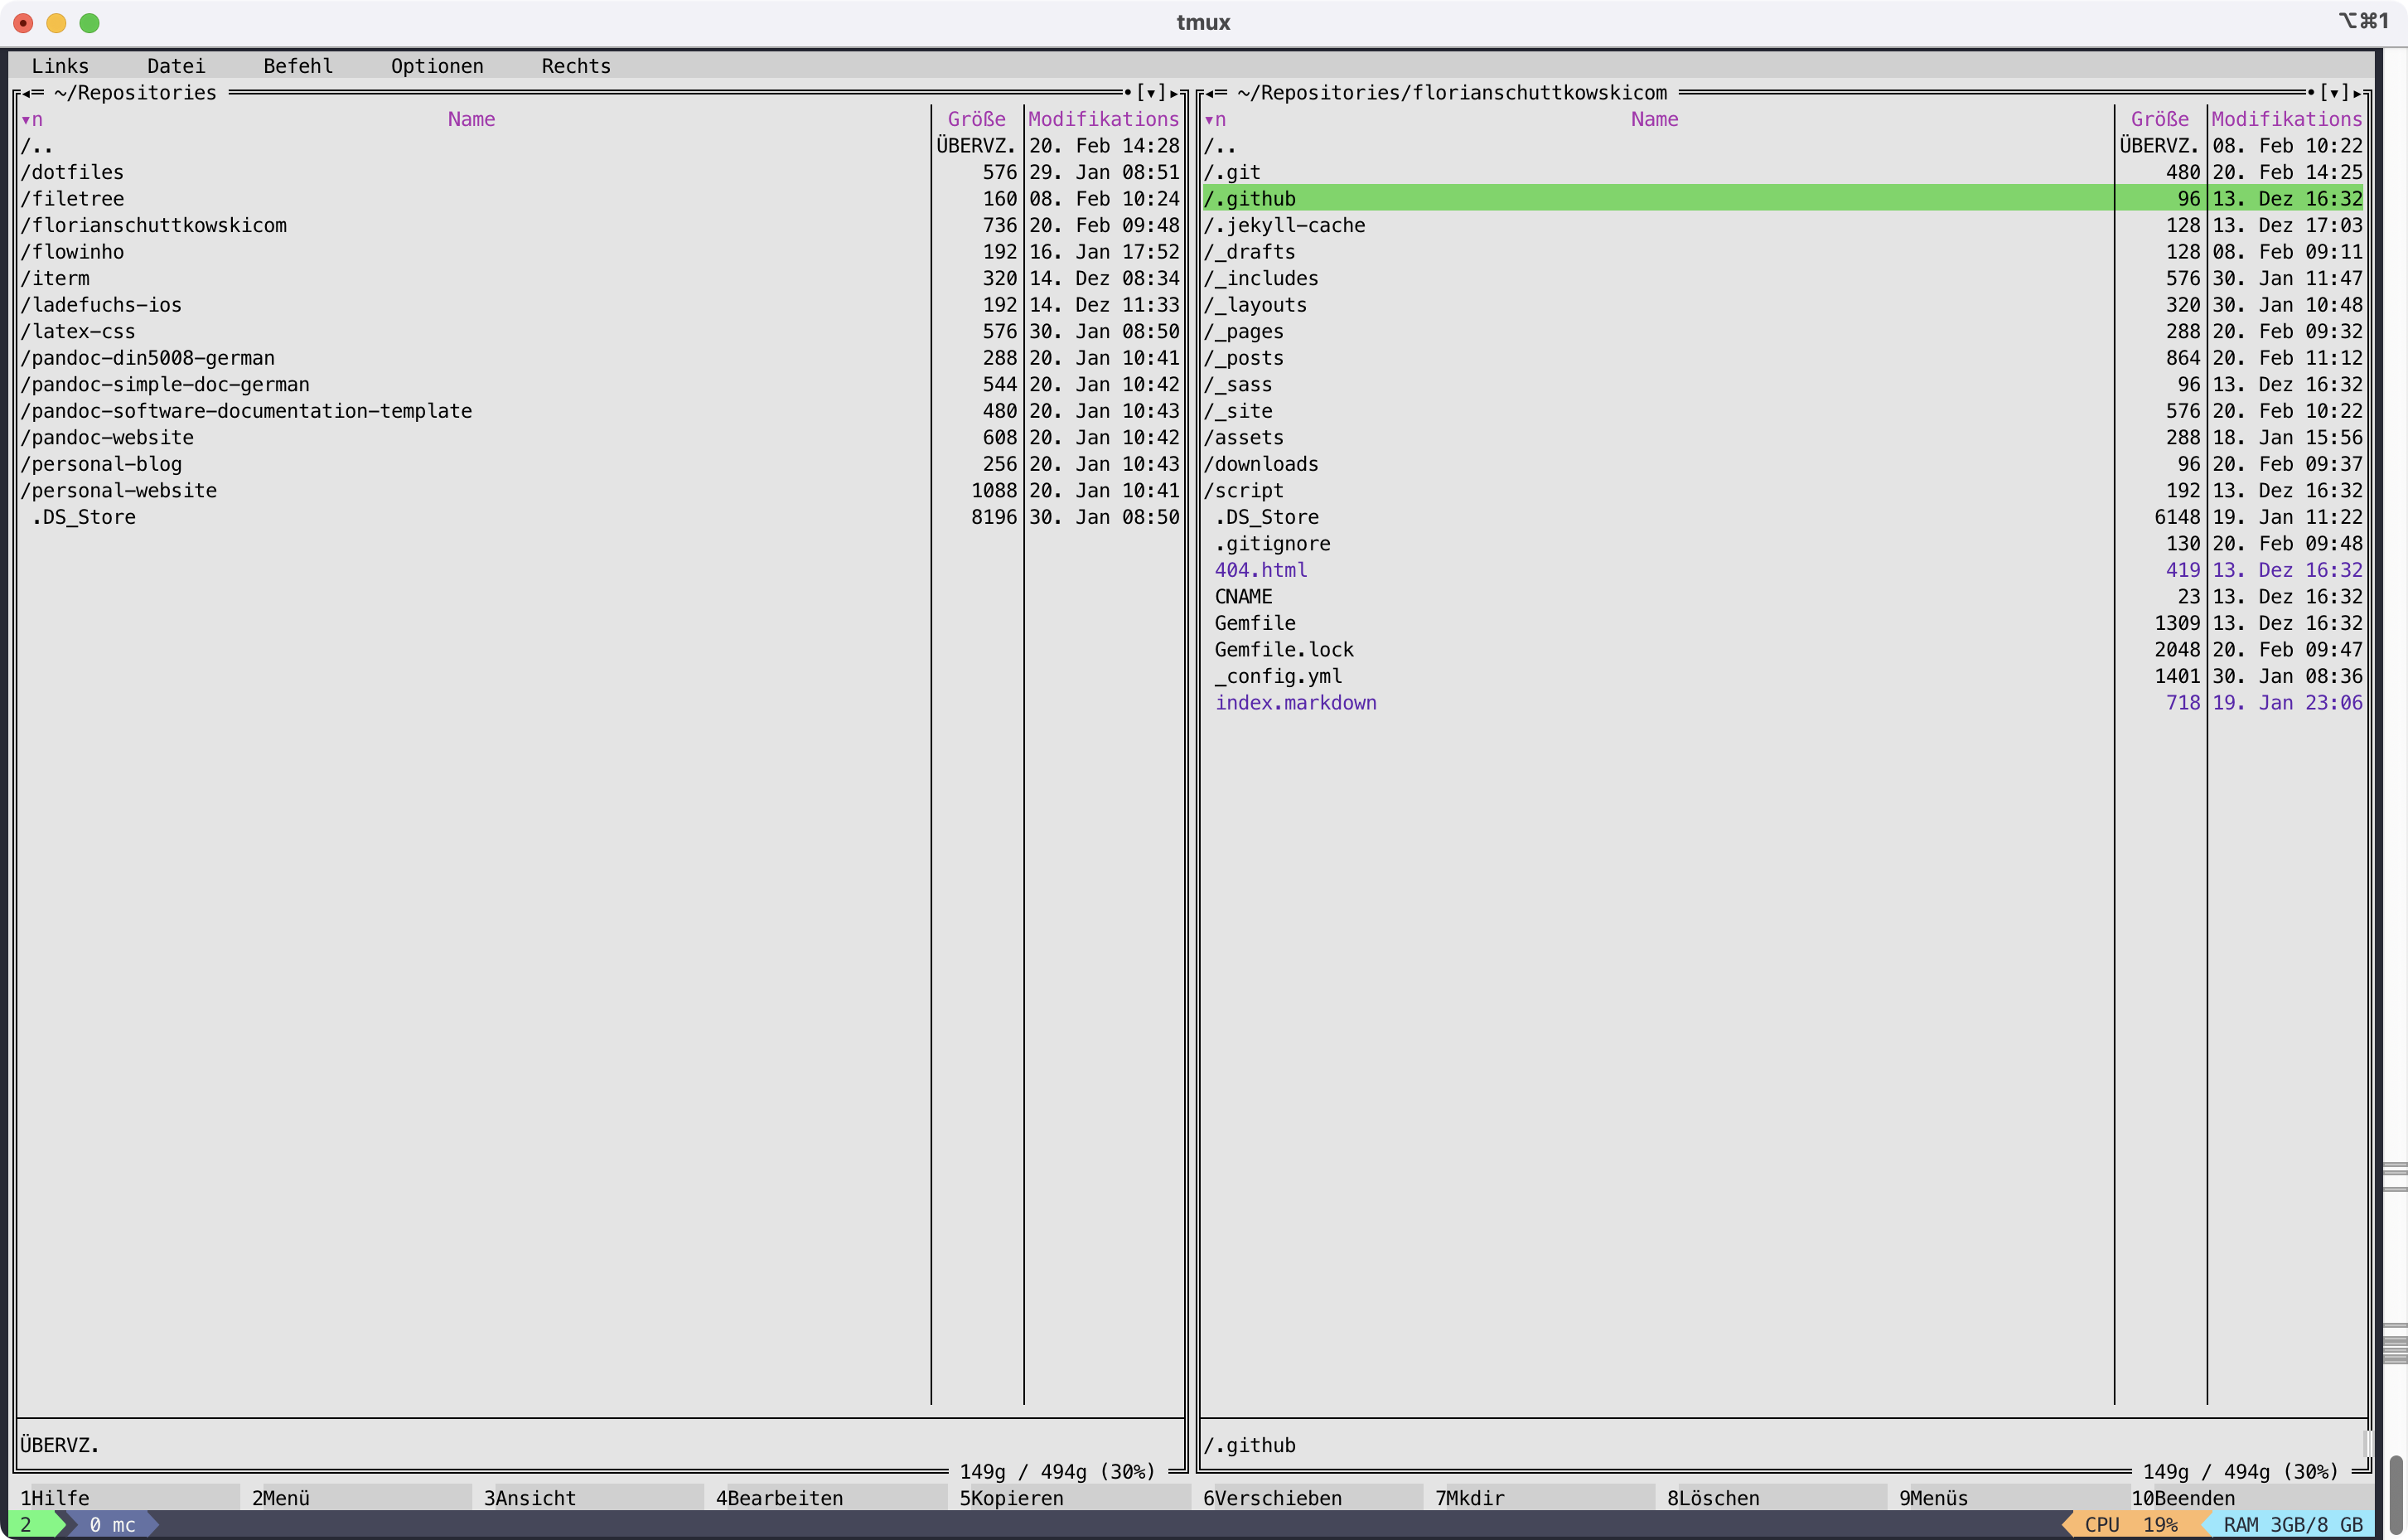 tmux
⌥⌘1
Links Datei Befehl Optionen Rechts
~/Repositories •[▾]▸
▾n Name Größe Modifikations
/.. ÜBERVZ. 20. Feb 14:28
/dotfiles 576 29. Jan 08:51
/filetree 160 08. Feb 10:24
/florianschuttkowskicom 736 20. Feb 09:48
/flowinho 192 16. Jan 17:52
/iterm 320 14. Dez 08:34
/ladefuchs-ios 192 14. Dez 11:33
/latex-css 576 30. Jan 08:50
/pandoc-din5008-german 288 20. Jan 10:41
/pandoc-simple-doc-german 544 20. Jan 10:42
/pandoc-software-documentation-template 480 20. Jan 10:43
/pandoc-website 608 20. Jan 10:42
/personal-blog 256 20. Jan 10:43
/personal-website 1088 20. Jan 10:41
.DS_Store 8196 30. Jan 08:50
ÜBERVZ.
149g / 494g (30%)
~/Repositories/florianschuttkowskicom •[▾]▸
▾n Name Größe Modifikations
/.. ÜBERVZ. 08. Feb 10:22
/.git 480 20. Feb 14:25
/.github 96 13. Dez 16:32
/.jekyll-cache 128 13. Dez 17:03
/_drafts 128 08. Feb 09:11
/_includes 576 30. Jan 11:47
/_layouts 320 30. Jan 10:48
/_pages 288 20. Feb 09:32
/_posts 864 20. Feb 11:12
/_sass 96 13. Dez 16:32
/_site 576 20. Feb 10:22
/assets 288 18. Jan 15:56
/downloads 96 20. Feb 09:37
/script 192 13. Dez 16:32
.DS_Store 6148 19. Jan 11:22
.gitignore 130 20. Feb 09:48
404.html 419 13. Dez 16:32
CNAME 23 13. Dez 16:32
Gemfile 1309 13. Dez 16:32
Gemfile.lock 2048 20. Feb 09:47
_config.yml 1401 30. Jan 08:36
index.markdown 718 19. Jan 23:06
/.github
149g / 494g (30%)
1Hilfe 2Menü 3Ansicht 4Bearbeiten 5Kopieren 6Verschieben 7Mkdir 8Löschen 9Menüs 10Beenden
2 0 mc CPU 19% RAM 3GB/8 GB